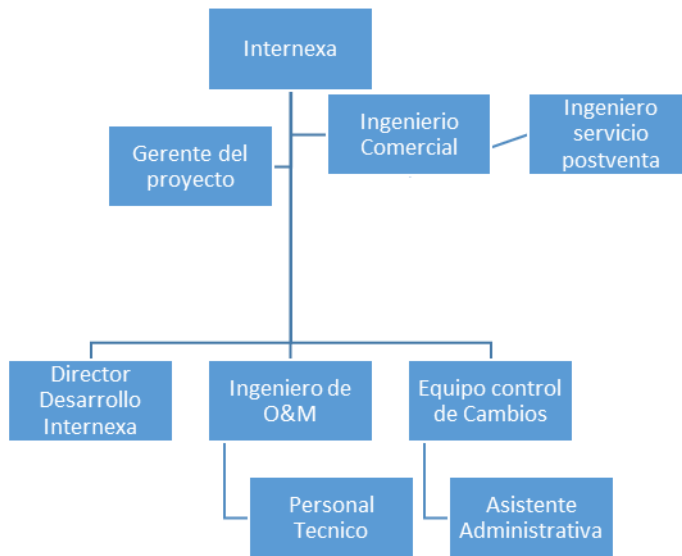 Internexa
Ingenierio
Comercial
Ingeniero
servicio
postventa
Gerente del
proyecto
Director
Desarrollo
Internexa
Ingeniero de
O&M
Equipo control
de Cambios
Personal
Tecnico
Asistente
Administrativa